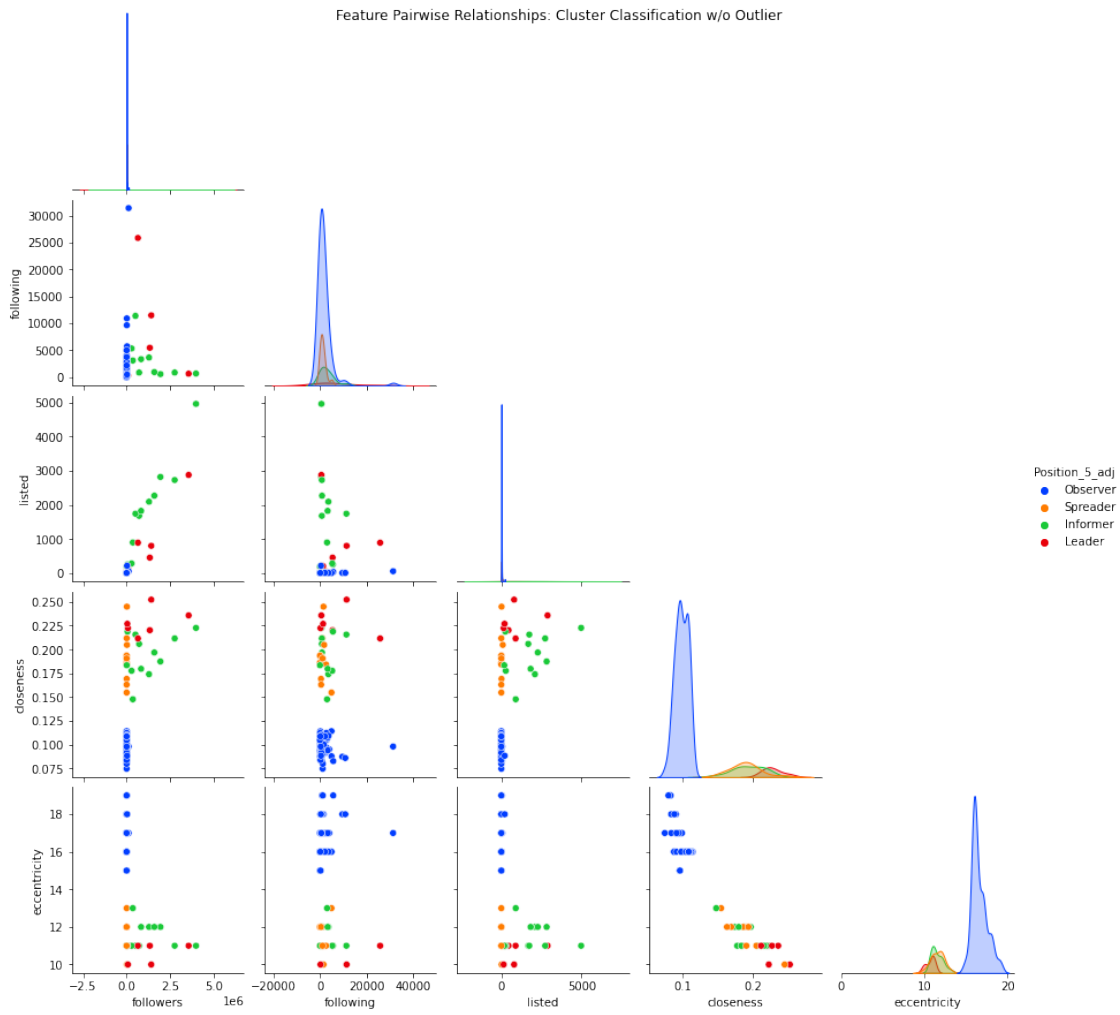 Feature Pairwise Relationships: Cluster Classification w/o Outlier
following
30000
25000
20000
15000
10000
5000
0
listed
5000
4000
3000
2000
1000
0
Position_5_adj
Observer
Spreader
Informer
Leader
closeness
0.250
0.225
0.200
0.175
0.150
0.125
0.100
0.075
eccentricity
18
16
14
12
10
−2.5 0.0 2.5 5.0
1e6
followers
−20000 0 20000 40000
following
0 5000
listed
0.1 0.2
closeness
0 10 20
eccentricity